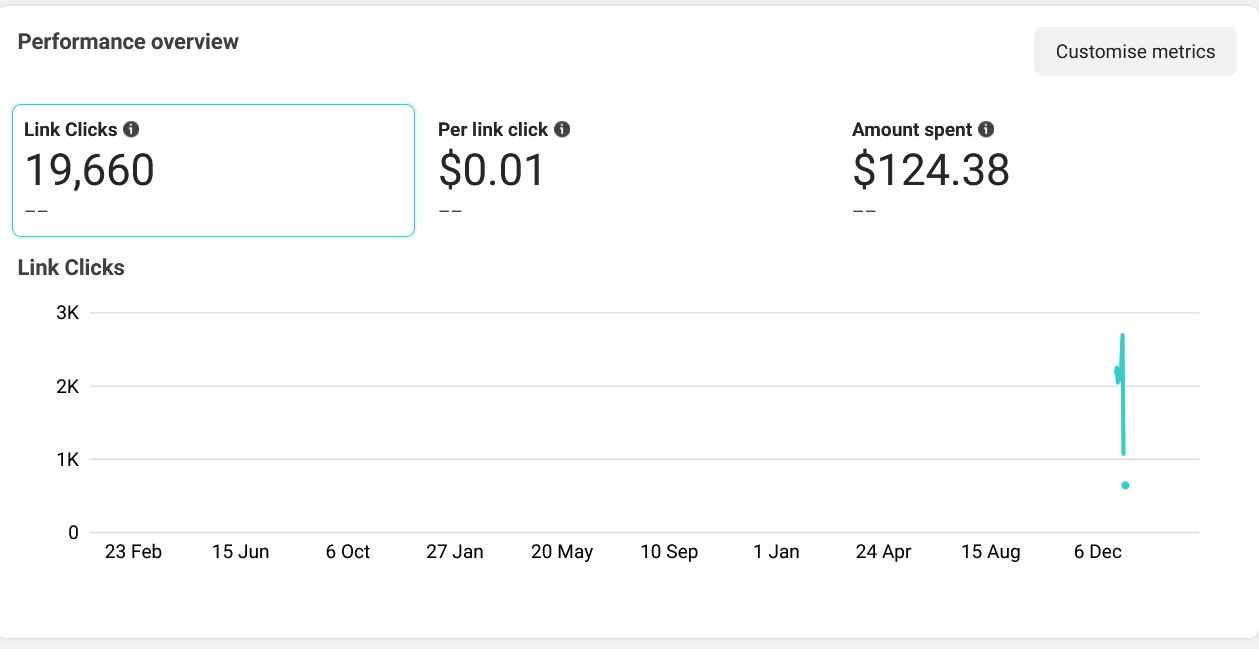 Performance overview
Customise metrics
Link Clicks
Per link click
Amount spent
19,660
$0.01
$124.38
––
––
––
Link Clicks
3K
2K
1K
0
23 Feb
15 Jun
6 Oct
27 Jan
20 May
10 Sep
1 Jan
24 Apr
15 Aug
6 Dec